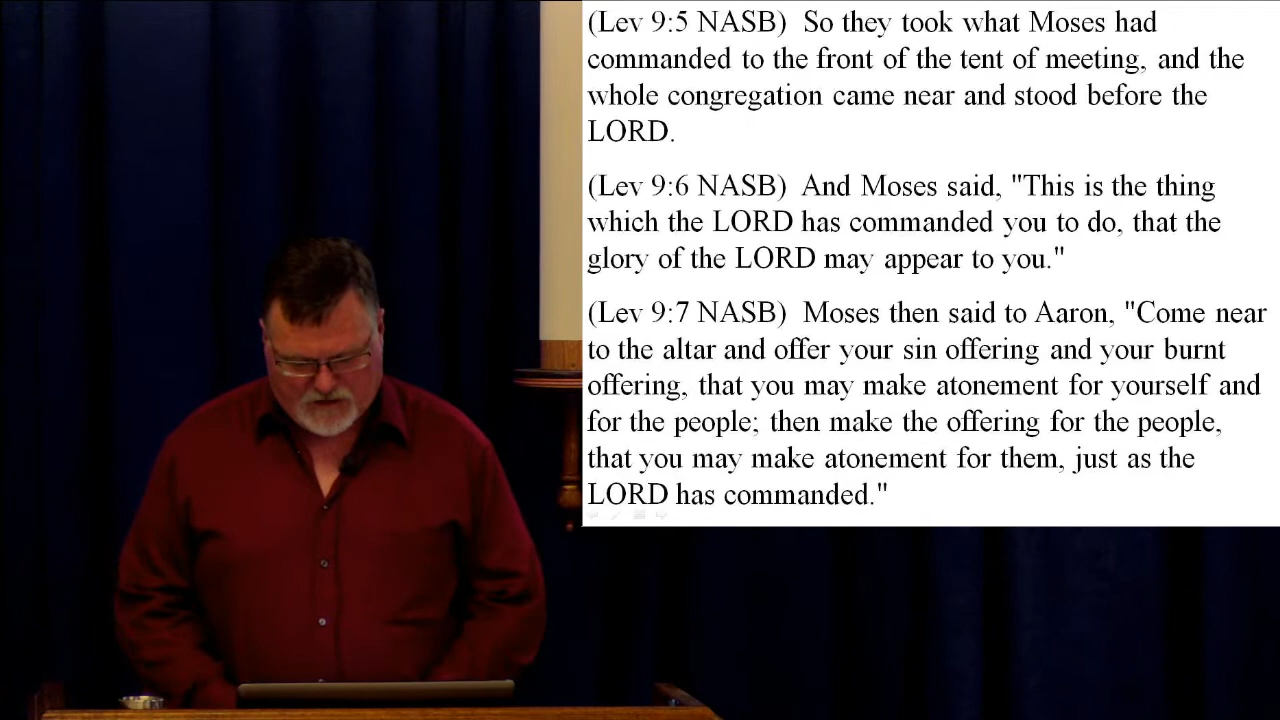 (Lev 9:5 NASB)  So they took what Moses had
commanded to the front of the tent of meeting, and the
whole congregation came near and stood before the
LORD.
(Lev 9:6 NASB)  And Moses said, "This is the thing
which the LORD has commanded you to do, that the
glory of the LORD may appear to you."
(Lev 9:7 NASB)  Moses then said to Aaron, "Come near
to the altar and offer your sin offering and your burnt
offering, that you may make atonement for yourself and
for the people; then make the offering for the people,
that you may make atonement for them, just as the
LORD has commanded."